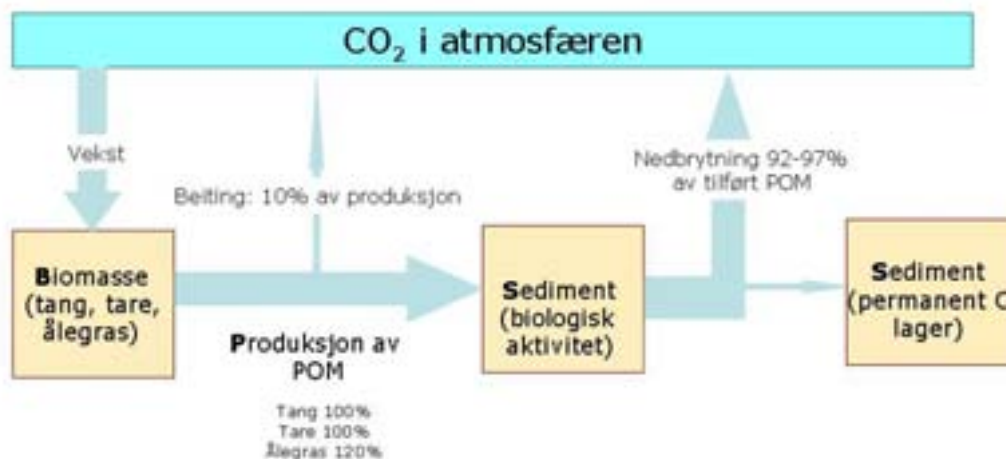 CO₂ i atmosfæren
Vekst
Beiting: 10% av produksjon
Nedbrytning 92-97%
av tilført POM
Biomasse
(tang, tare,
ålegras)
Produksjon av
POM
Tang 100%
Tare 100%
Ålegras 120%
Sediment
(biologisk
aktivitet)
Sediment
(permanent C
lager)